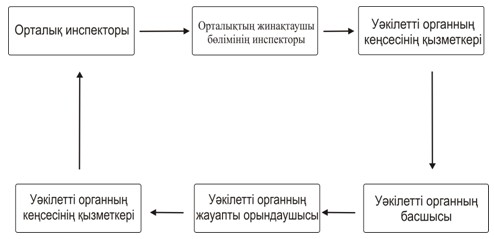 Орталық инспекторы
Орталықтың жинақтаушы
бөлімінің инспекторы
Уәкілетті органның
кеңсесінің қызметкері
Уәкілетті органның
кеңсесінің қызметкері
Уәкілетті органның
жауапты орындаушысы
Уәкілетті органның
басшысы